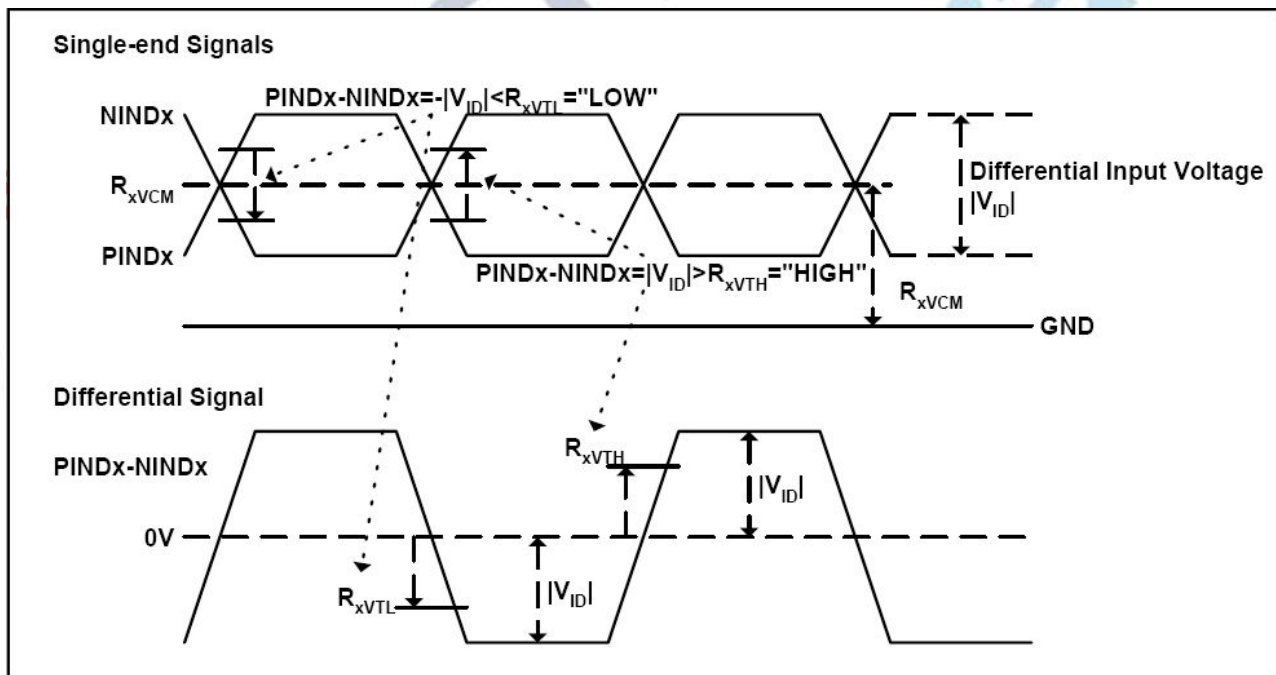 Single-end Signals
PINDx-NINDx=-|VID|<RxVTL="LOW"
NINDx
RxVCM
Differential Input Voltage
|VID|
PINDx
PINDx-NINDx=|VID|>RxVTH="HIGH"
RxVCM
GND
Differential Signal
PINDx-NINDx
RxVTH
|VID|
0V
RxVTL
|VID|